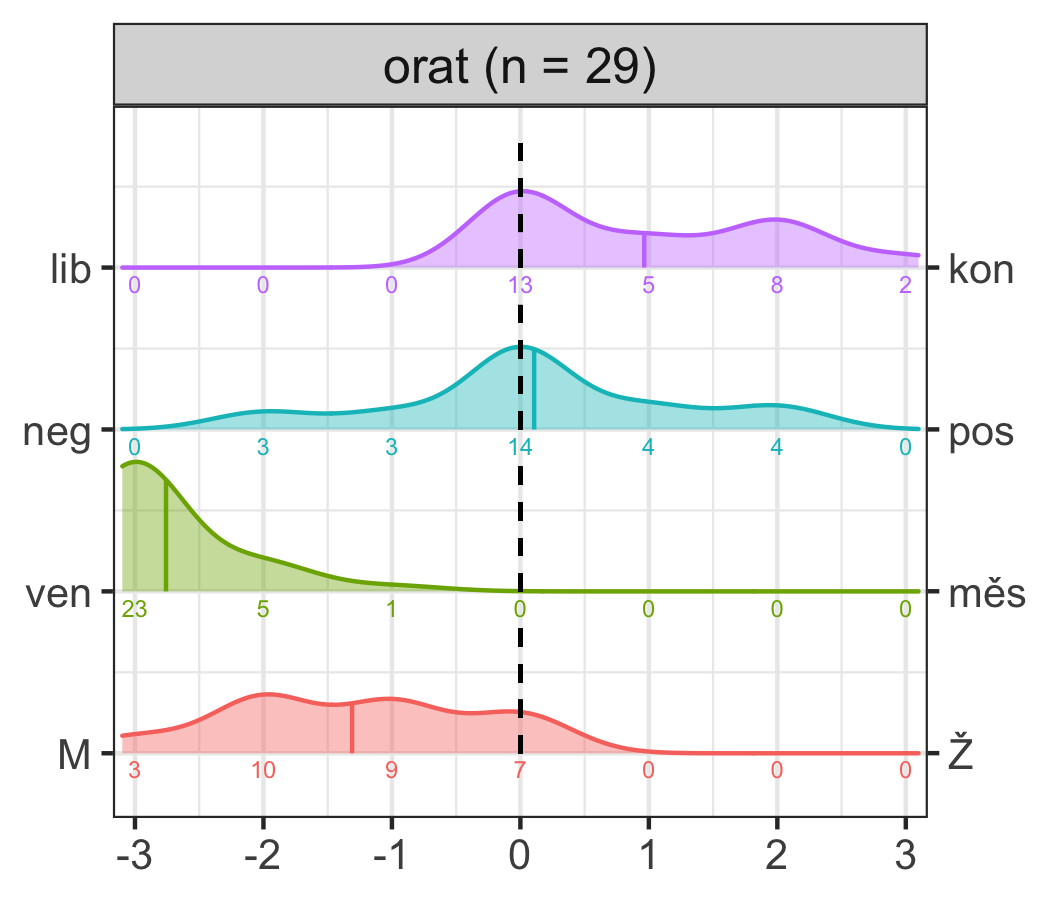 orat (n = 29)
lib kon
0 0 0 13 5 8 2
neg pos
0 3 3 14 4 4 0
ven měs
23 5 1 0 0 0 0
M Ž
3 10 9 7 0 0 0
-3 -2 -1 0 1 2 3